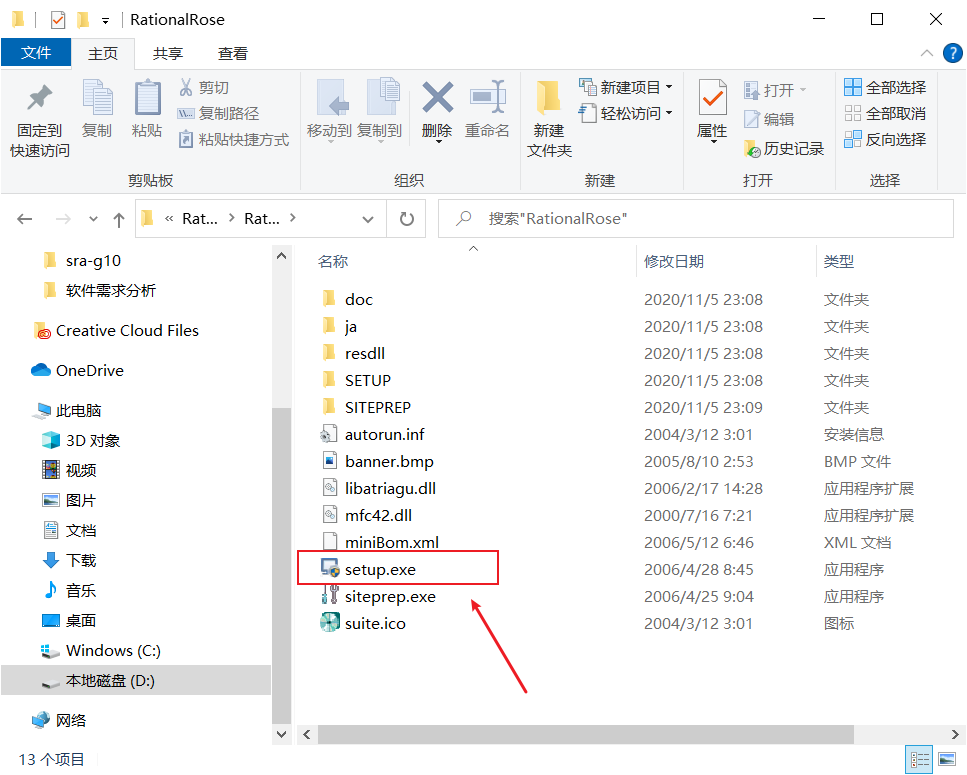 RationalRose
文件 主页 共享 查看
固定到快速访问
复制
粘贴
剪切
复制路径
粘贴快捷方式
移动到 复制到 删除 重命名
新建文件夹
新建项目
轻松访问
属性
打开
编辑
历史记录
全部选择
全部取消
反向选择
剪贴板 组织 新建 打开 选择
« Rat... › Rat... ›
搜索"RationalRose"
sra-g10
软件需求分析
Creative Cloud Files
OneDrive
此电脑
3D 对象
视频
图片
文档
下载
音乐
桌面
Windows (C:)
本地磁盘 (D:)
网络
名称 修改日期 类型
doc 2020/11/5 23:08 文件夹
ja 2020/11/5 23:08 文件夹
resdll 2020/11/5 23:08 文件夹
SETUP 2020/11/5 23:08 文件夹
SITEPREP 2020/11/5 23:09 文件夹
autorun.inf 2004/3/12 3:01 安装信息
banner.bmp 2005/8/10 2:53 BMP 文件
libatriagu.dll 2006/2/17 14:28 应用程序扩展
mfc42.dll 2000/7/16 7:21 应用程序扩展
miniBom.xml 2006/5/12 6:46 XML 文档
setup.exe 2006/4/28 8:45 应用程序
siteprep.exe 2006/4/25 9:04 应用程序
suite.ico 2004/3/12 3:01 图标
13 个项目